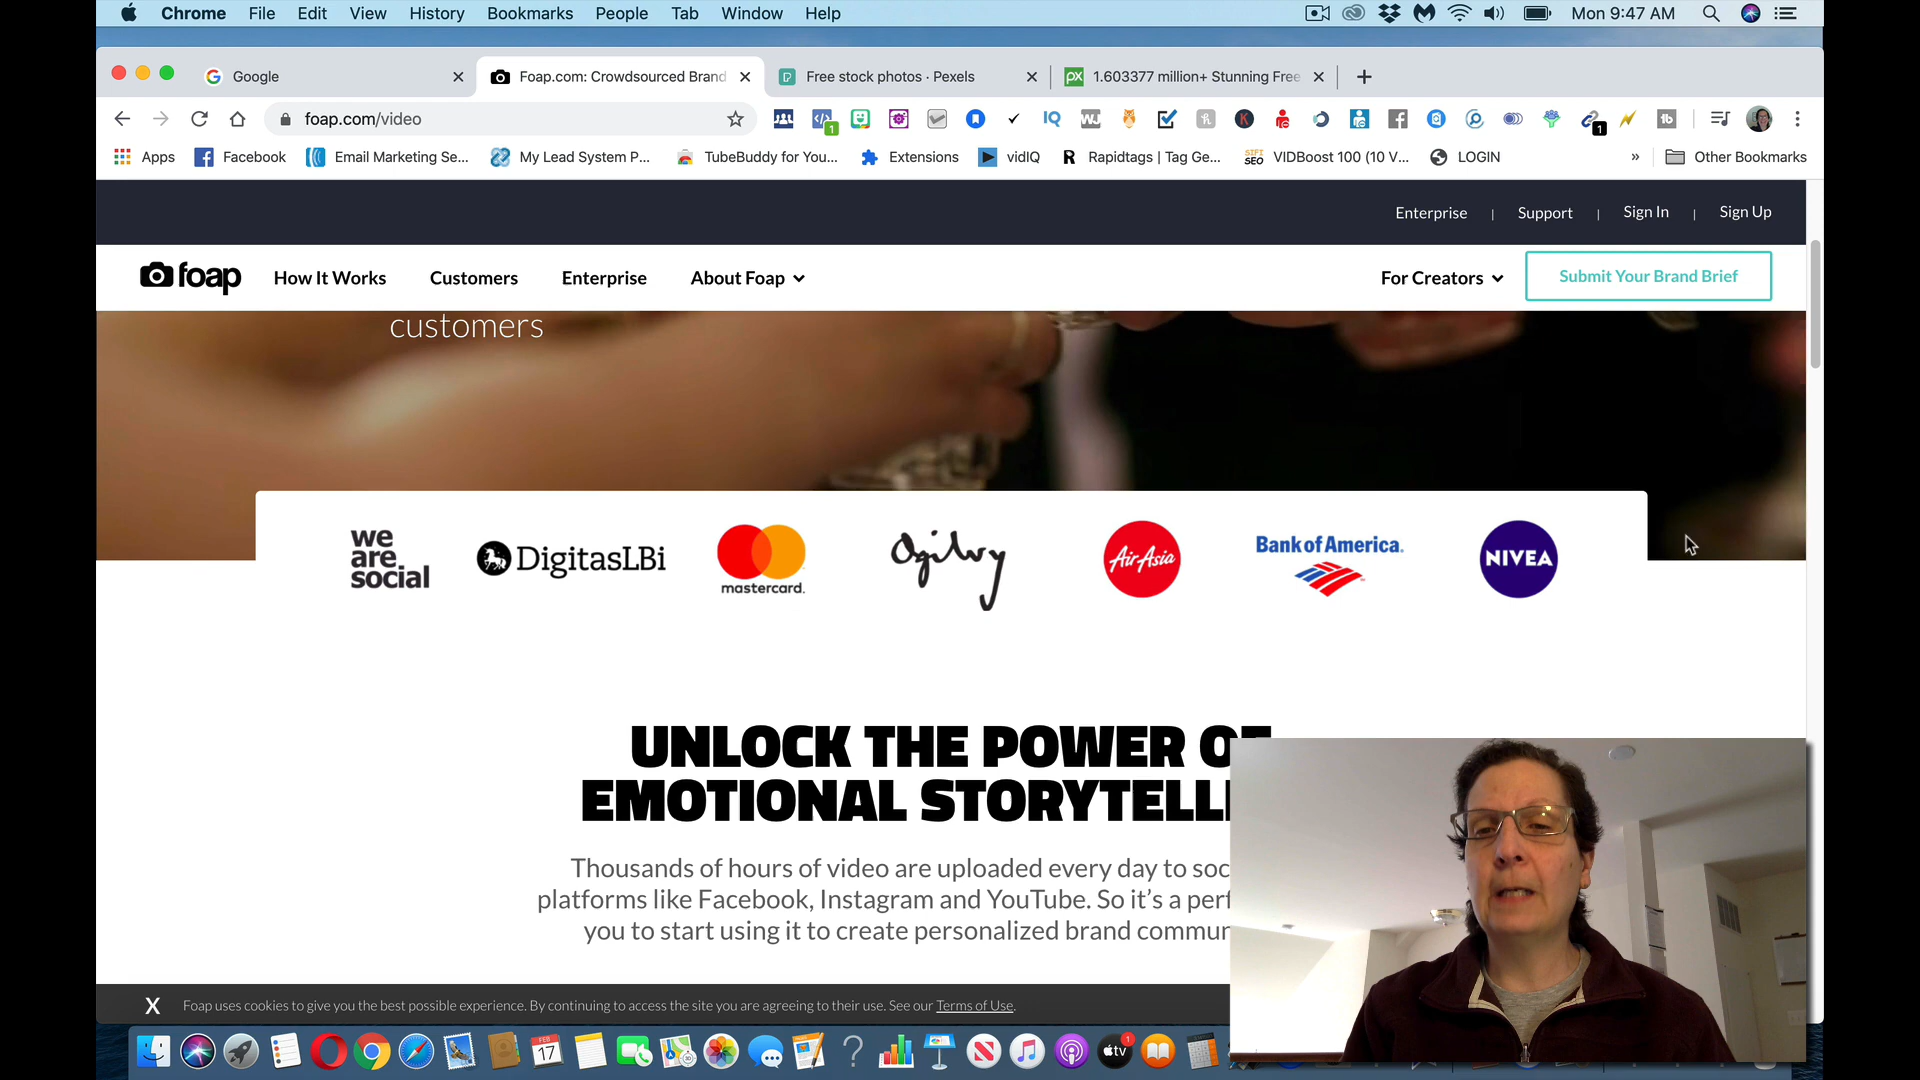 Chrome File Edit View History Bookmarks People Tab Window Help Mon 9:47 AM
Google Foap.com: Crowdsourced Brand Free stock photos · Pexels 1.603377 million+ Stunning Free
foap.com/video
Apps Facebook Email Marketing Se... My Lead System P... TubeBuddy for You... Extensions vidIQ Rapidtags | Tag Ge... VIDBoost 100 (10 V... LOGIN » Other Bookmarks
Enterprise | Support | Sign In | Sign Up
foap How It Works Customers Enterprise About Foap For Creators Submit Your Brand Brief
customers
we are social
DigitasLBi
mastercard.
Ogilvy
AirAsia
Bank of America.
NIVEA
UNLOCK THE POWER OF
EMOTIONAL STORYTELLI
Thousands of hours of video are uploaded every day to soc
platforms like Facebook, Instagram and YouTube. So it's a perf
you to start using it to create personalized brand commun
X Foap uses cookies to give you the best possible experience. By continuing to access the site you are agreeing to their use. See our Terms of Use.
FEB
17
tv
1